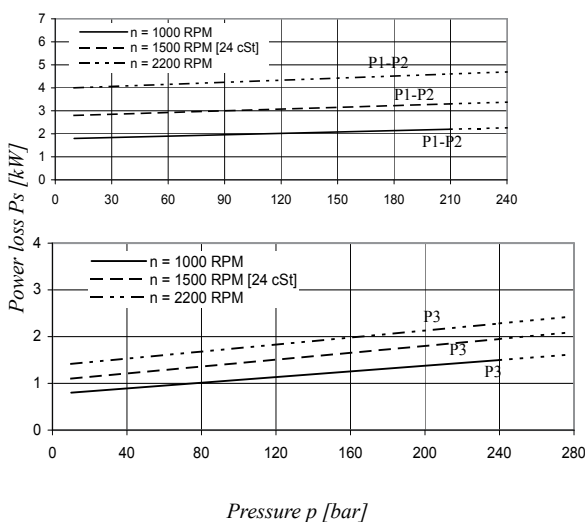 Power loss Ps [kW]
7
6
5
4
3
2
1
0
n = 1000 RPM
n = 1500 RPM [24 cSt]
n = 2200 RPM
P1-P2
P1-P2
P1-P2
0 30 60 90 120 150 180 210 240
4
3
2
1
0
n = 1000 RPM
n = 1500 RPM [24 cSt]
n = 2200 RPM
P3
P3
P3
0 40 80 120 160 200 240 280
Pressure p [bar]